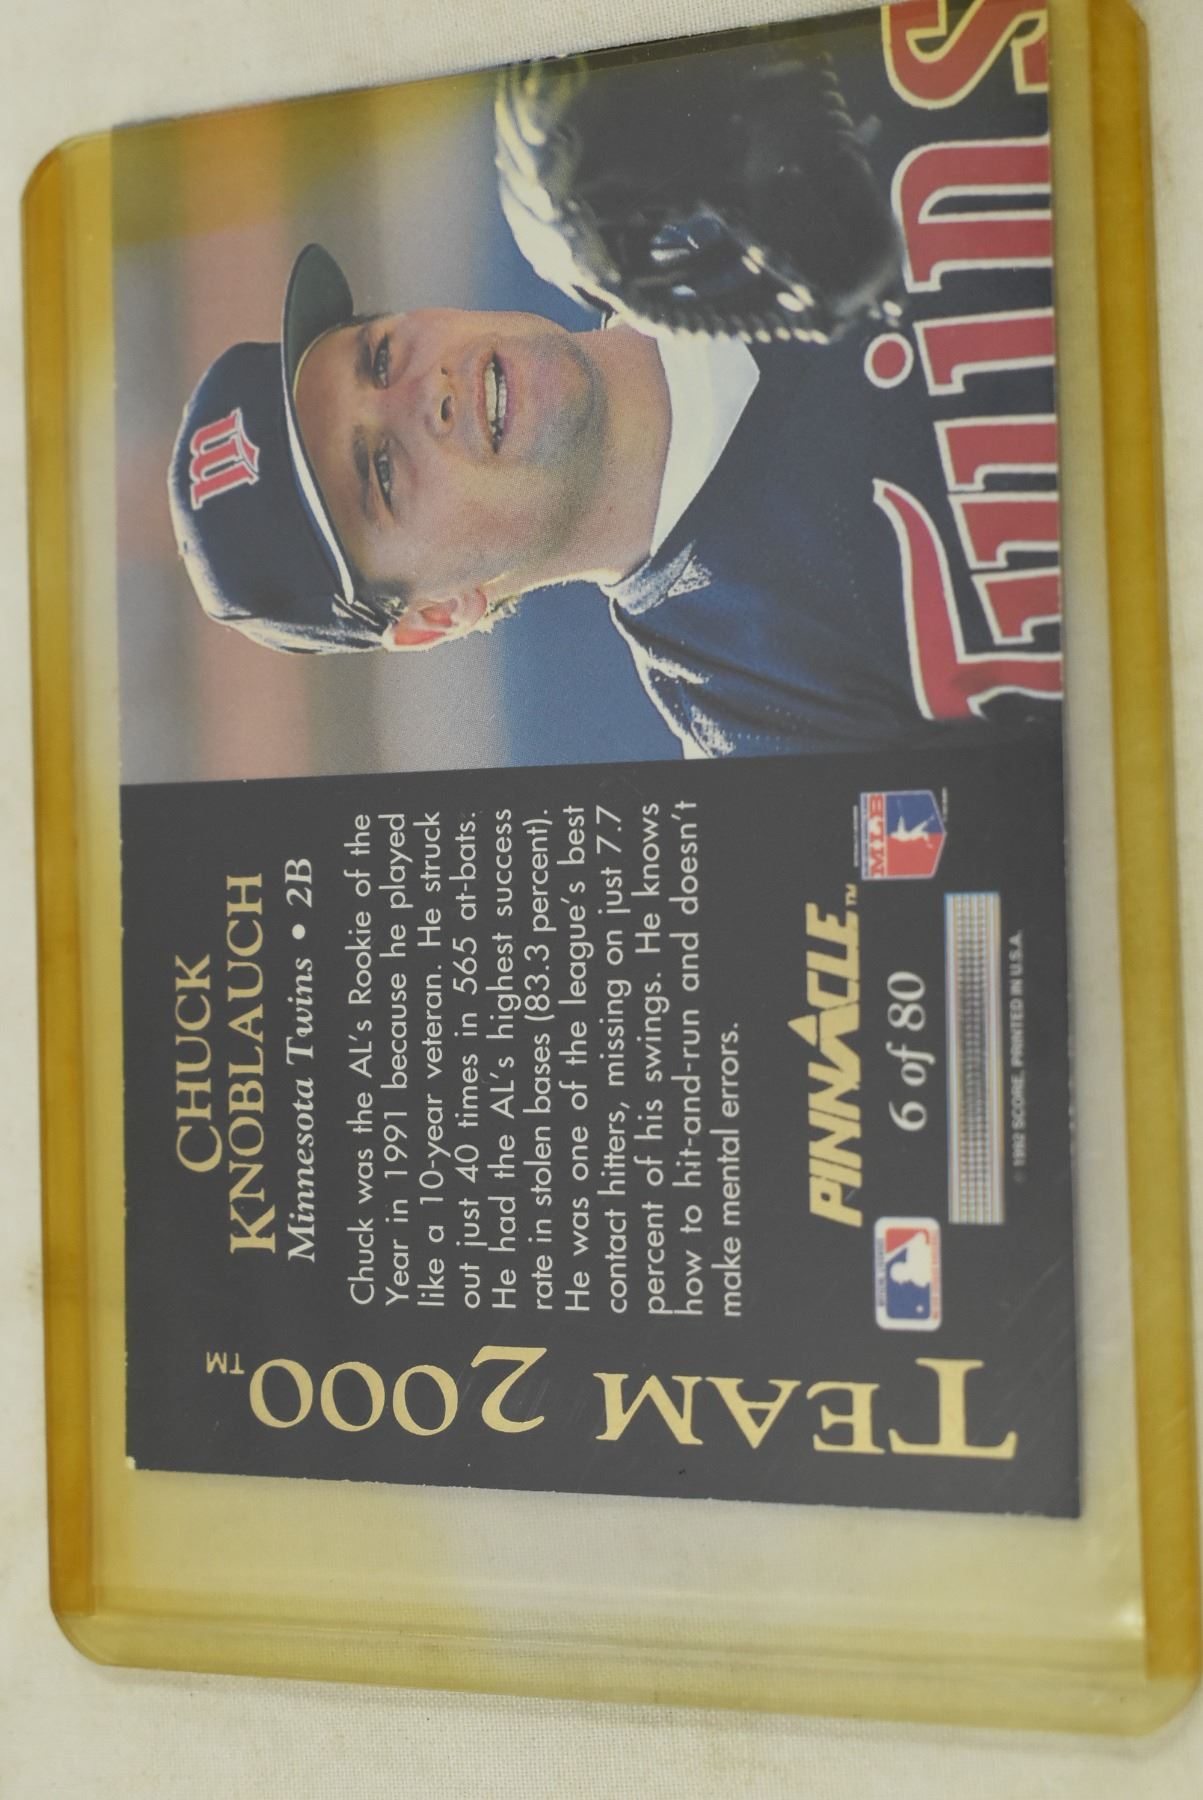 CHUCK
KNOBLAUCH
Minnesota Twins • 2B
Chuck was the AL's Rookie of the
Year in 1991 because he played
like a 10-year veteran. He struck
out just 40 times in 565 at-bats.
He had the AL's highest success
rate in stolen bases (83.3 percent).
He was one of the league's best
contact hitters, missing on just 7.7
percent of his swings. He knows
how to hit-and-run and doesn't
make mental errors.
PINNACLE™
MLB
6 of 80
© 1992 SCORE, PRINTED IN U.S.A.
TEAM 2000™
Twins
m